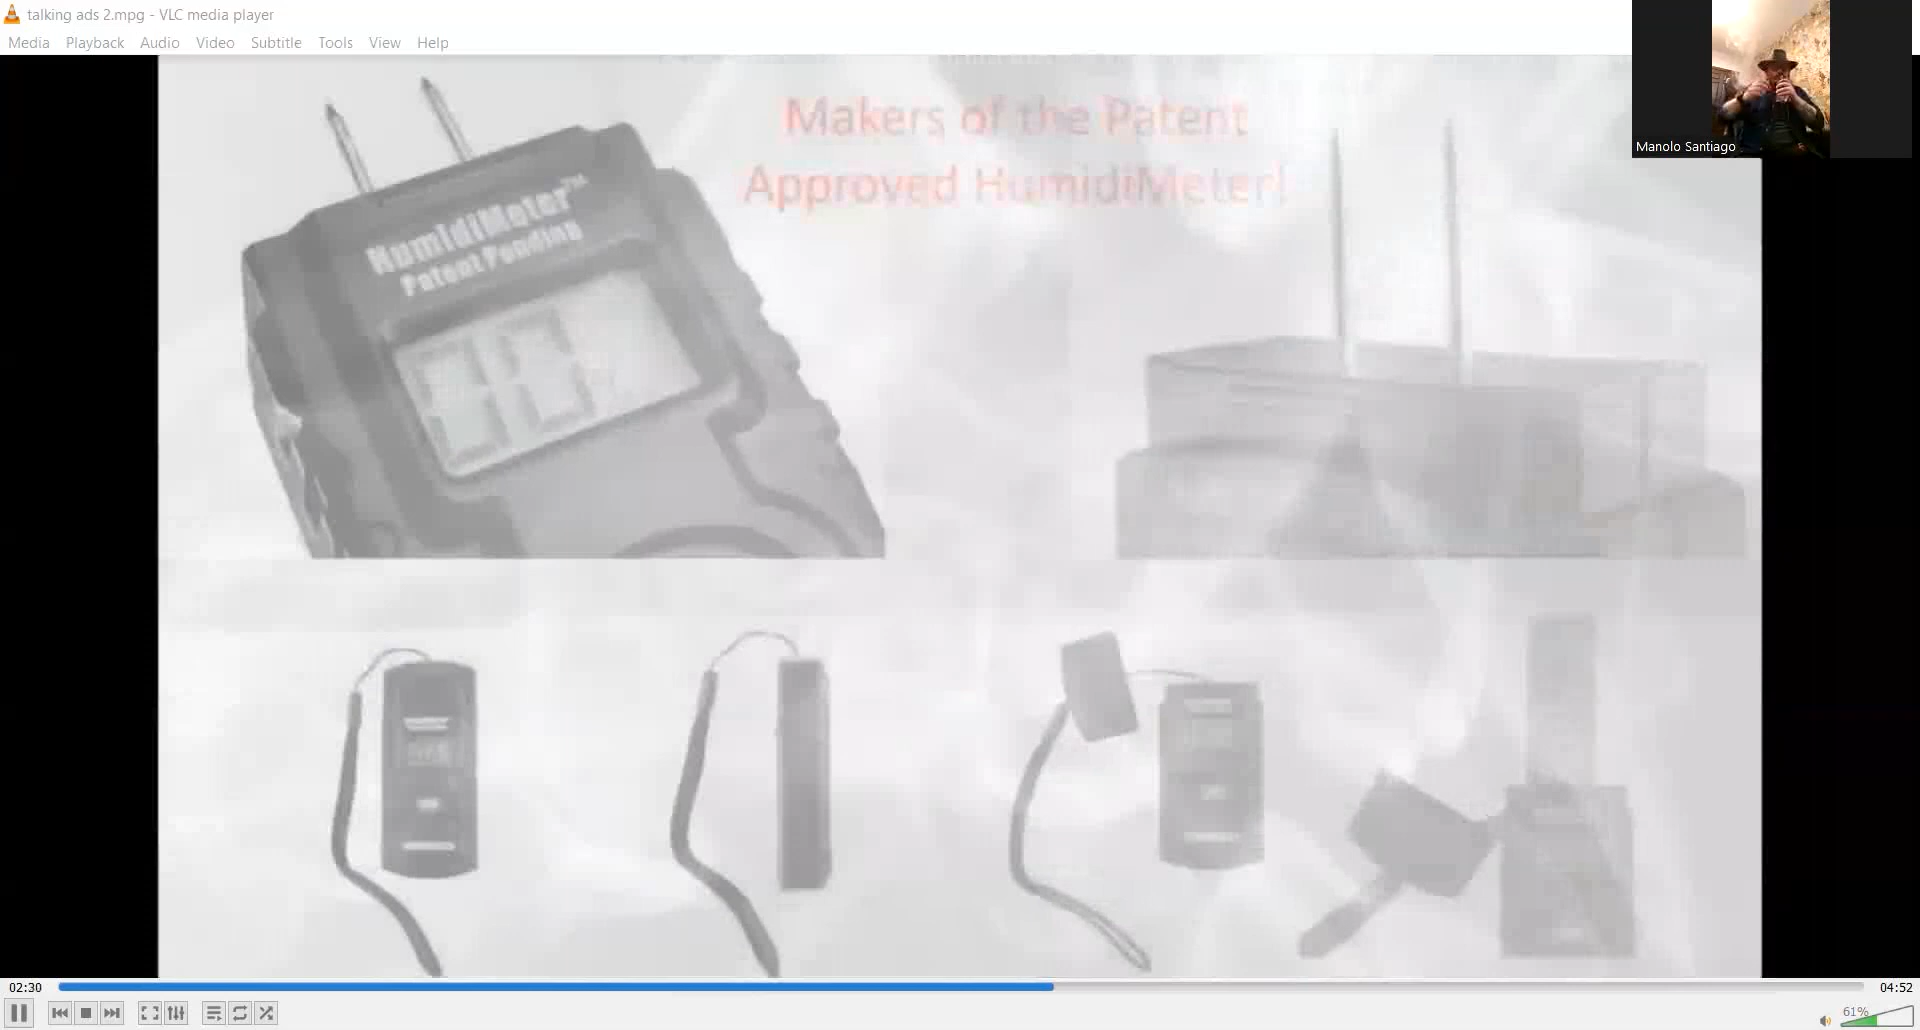 talking ads 2.mpg - VLC media player
Media Playback Audio Video Subtitle Tools View Help
Manolo Santiago
Makers of the Patent
Approved HumidiMeter!
HumidiMeter™
Patent Pending
02:30
04:52
61%